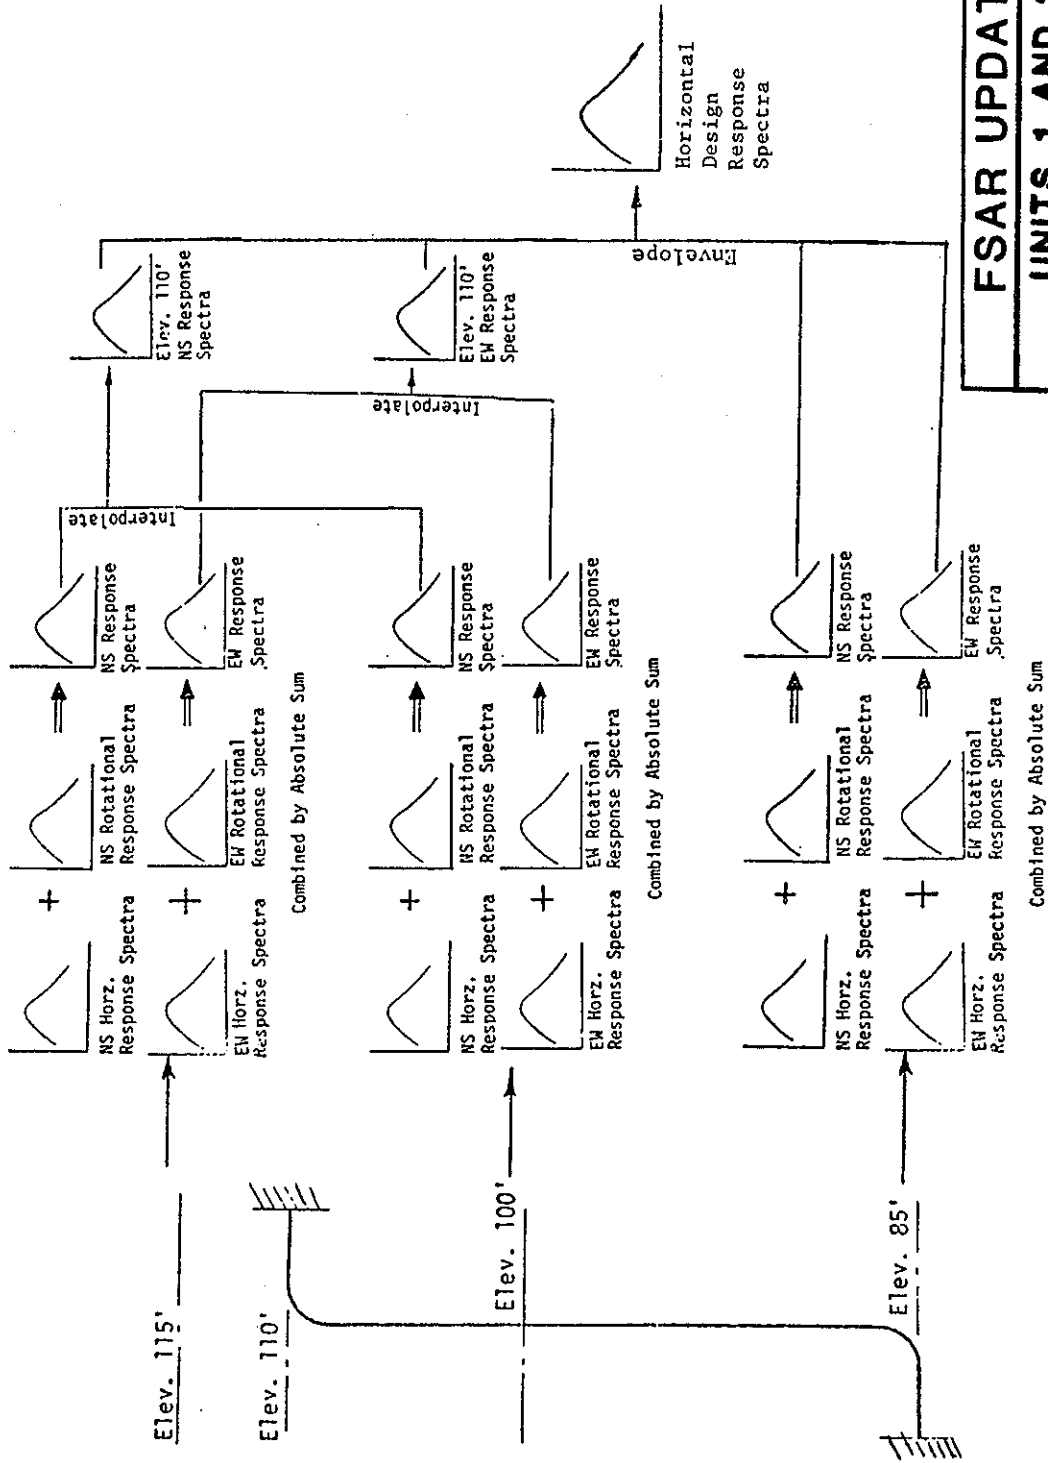 Elev. 115'
Elev. 110'
Elev. 100'
Elev. 85'
NS Horz.
Response Spectra
+
NS Rotational
Response Spectra
NS Response
Spectra
EW Horz.
Response Spectra
+
EW Rotational
Response Spectra
EW Response
Spectra
Combined by Absolute Sum
Interpolate
NS Horz.
Response Spectra
+
NS Rotational
Response Spectra
NS Response
Spectra
EW Horz.
Response Spectra
+
EW Rotational
Response Spectra
EW Response
Spectra
Combined by Absolute Sum
Interpolate
NS Horz.
Response Spectra
+
NS Rotational
Response Spectra
NS Response
Spectra
EW Horz.
Response Spectra
+
EW Rotational
Response Spectra
EW Response
Spectra
Combined by Absolute Sum
Elev. 110'
NS Response
Spectra
Elev. 110'
EW Response
Spectra
Envelope
Horizontal
Design
Response
Spectra
FSAR UPDAT
UNITS 1 AND